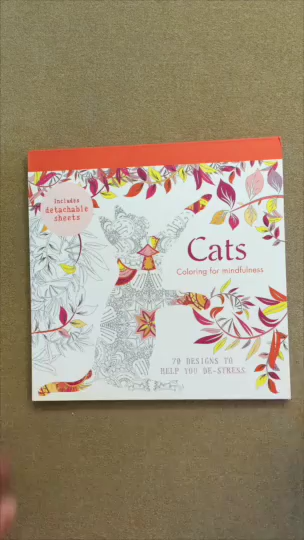 Includes
detachable
sheets
Cats
Coloring for mindfulness
70 DESIGNS TO
HELP YOU DE-STRESS